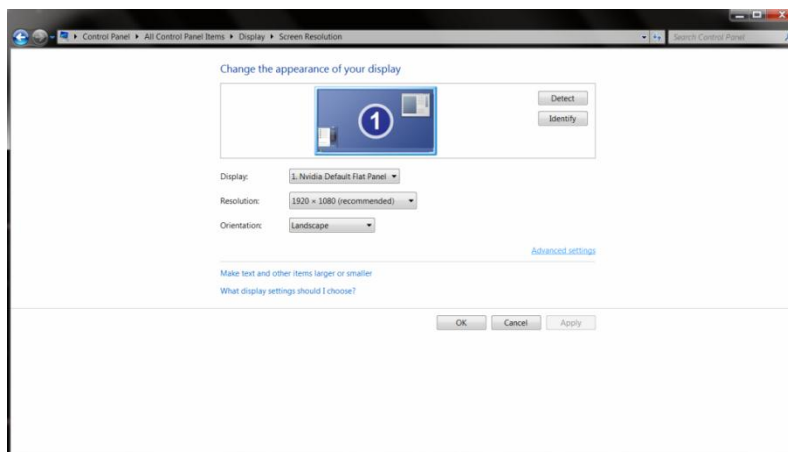 Control Panel ▸ All Control Panel Items ▸ Display ▸ Screen Resolution
Search Control Panel
Change the appearance of your display
1
Detect
Identify
Display: 1. Nvidia Default Flat Panel
Resolution: 1920 × 1080 (recommended)
Orientation: Landscape
Advanced settings
Make text and other items larger or smaller
What display settings should I choose?
OK Cancel Apply